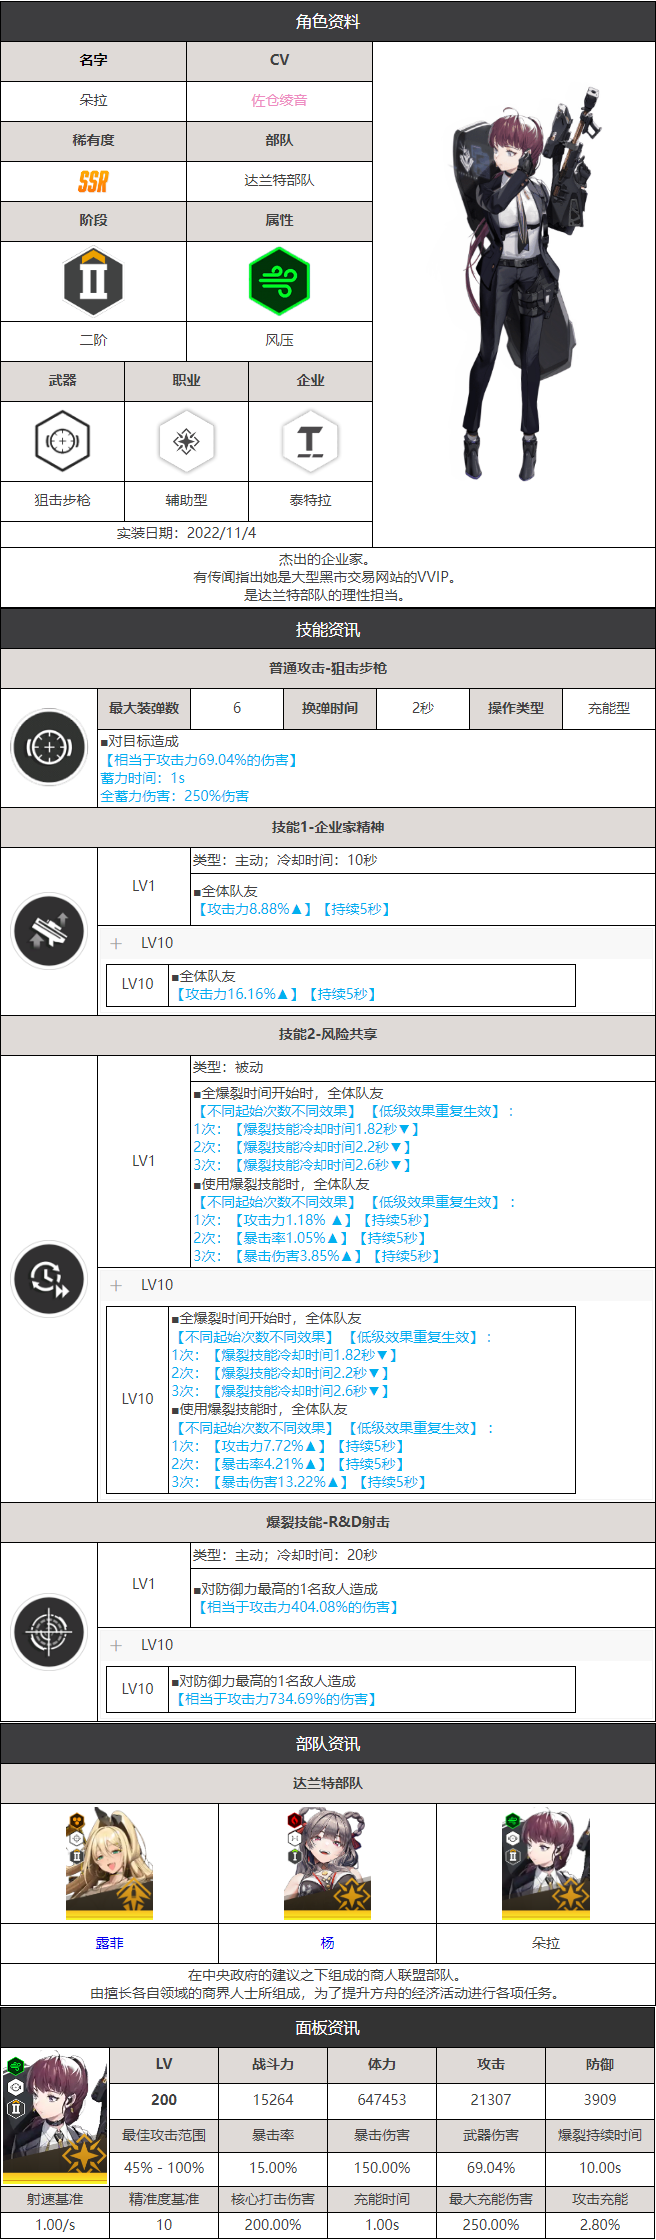 角色资料
名字
CV
朵拉
佐仓绫音
稀有度
部队
SSR
达兰特部队
阶段
属性
II
二阶
风压
武器
职业
企业
T
狙击步枪
辅助型
泰特拉
实装日期：2022/11/4
杰出的企业家。
有传闻指出她是大型黑市交易网站的VVIP。
是达兰特部队的理性担当。
技能资讯
普通攻击-狙击步枪
最大装弹数
6
换弹时间
2秒
操作类型
充能型
■对目标造成
【相当于攻击力69.04%的伤害】
蓄力时间：1s
全蓄力伤害：250%伤害
技能1-企业家精神
LV1
类型：主动；冷却时间：10秒
■全体队友
【攻击力8.88%▲】【持续5秒】
+ LV10
LV10
■全体队友
【攻击力16.16%▲】【持续5秒】
技能2-风险共享
LV1
类型：被动
■全爆裂时间开始时，全体队友
【不同起始次数不同效果】【低级效果重复生效】：
1次：【爆裂技能冷却时间1.82秒▼】
2次：【爆裂技能冷却时间2.2秒▼】
3次：【爆裂技能冷却时间2.6秒▼】
■使用爆裂技能时，全体队友
【不同起始次数不同效果】【低级效果重复生效】：
1次：【攻击力1.18% ▲】【持续5秒】
2次：【暴击率1.05%▲】【持续5秒】
3次：【暴击伤害3.85%▲】【持续5秒】
+ LV10
LV10
■全爆裂时间开始时，全体队友
【不同起始次数不同效果】【低级效果重复生效】：
1次：【爆裂技能冷却时间1.82秒▼】
2次：【爆裂技能冷却时间2.2秒▼】
3次：【爆裂技能冷却时间2.6秒▼】
■使用爆裂技能时，全体队友
【不同起始次数不同效果】【低级效果重复生效】：
1次：【攻击力7.72%▲】【持续5秒】
2次：【暴击率4.21%▲】【持续5秒】
3次：【暴击伤害13.22%▲】【持续5秒】
爆裂技能-R&D射击
LV1
类型：主动；冷却时间：20秒
■对防御力最高的1名敌人造成
【相当于攻击力404.08%的伤害】
+ LV10
LV10
■对防御力最高的1名敌人造成
【相当于攻击力734.69%的伤害】
部队资讯
达兰特部队
露菲
杨
朵拉
在中央政府的建议之下组成的商人联盟部队。
由擅长各自领域的商界人士所组成，为了提升方舟的经济活动进行各项任务。
面板资讯
LV
战斗力
体力
攻击
防御
200
15264
647453
21307
3909
最佳攻击范围
暴击率
暴击伤害
武器伤害
爆裂持续时间
45% - 100%
15.00%
150.00%
69.04%
10.00s
射速基准
精准度基准
核心打击伤害
充能时间
最大充能伤害
攻击充能
1.00/s
10
200.00%
1.00s
250.00%
2.80%